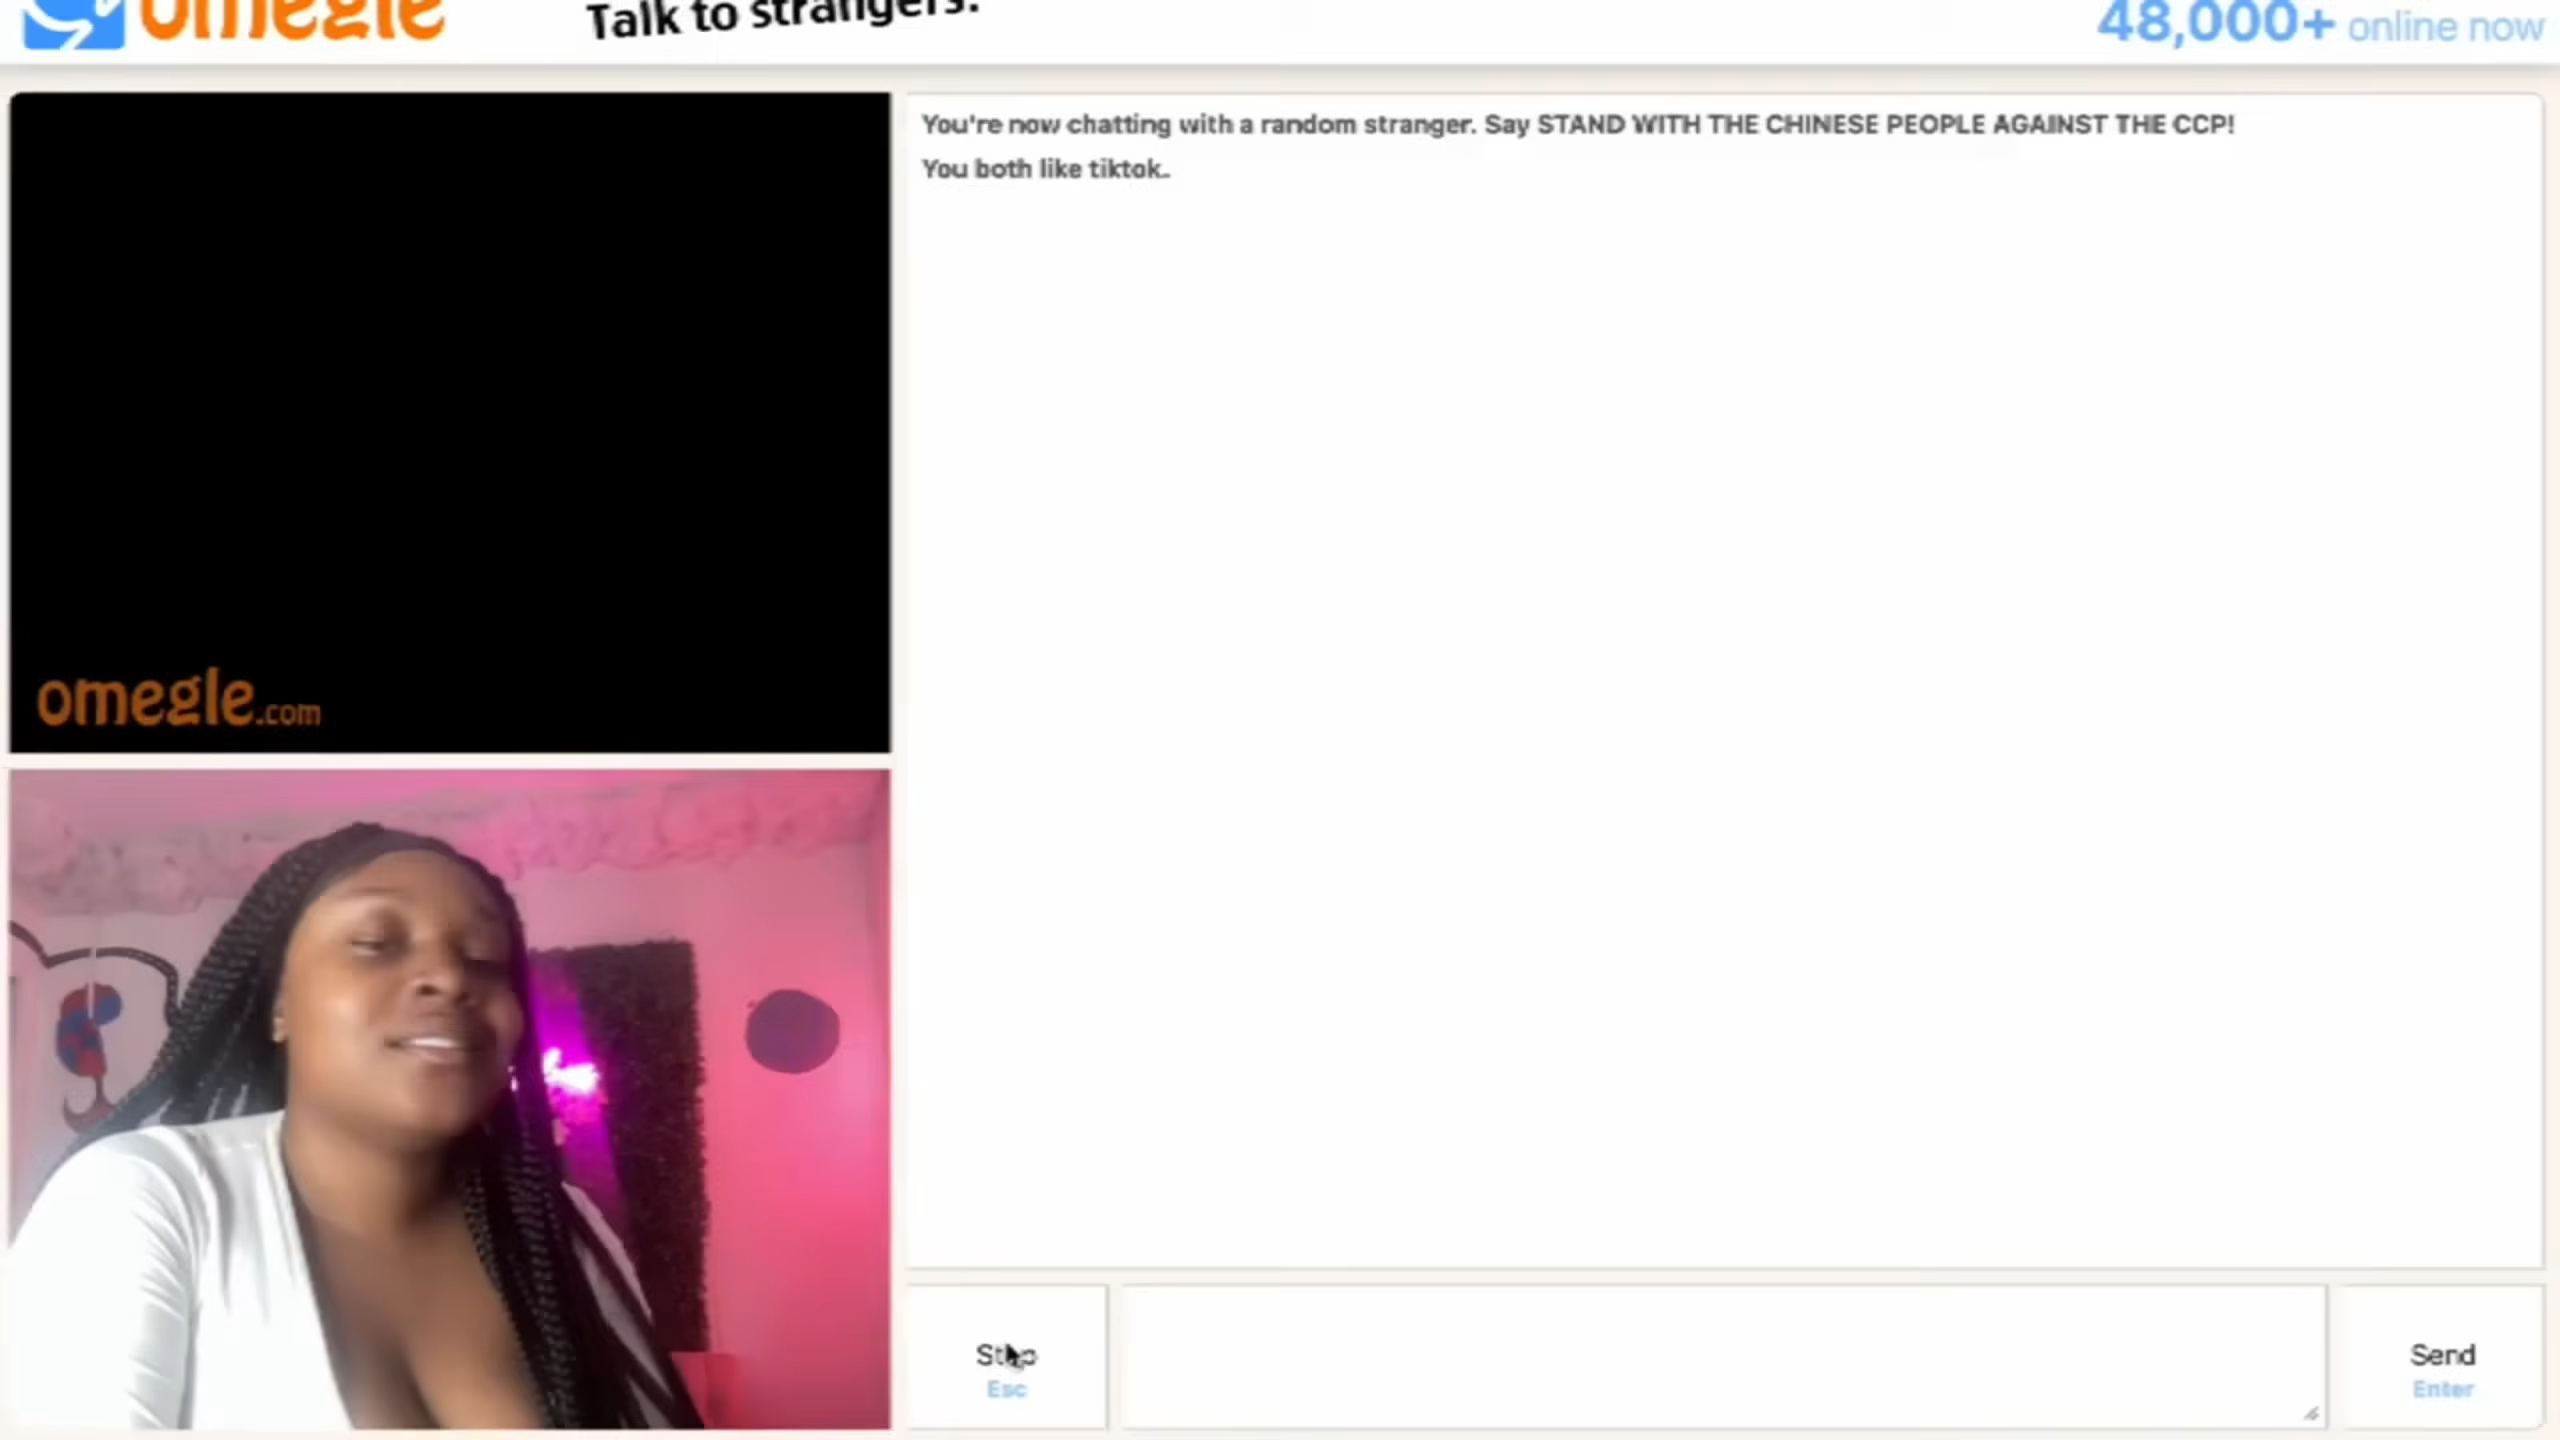 omegle
Talk to strangers!
48,000+ online now
You're now chatting with a random stranger. Say STAND WITH THE CHINESE PEOPLE AGAINST THE CCP!
You both like tiktok.
omegle.com
Stop
Esc
Send
Enter